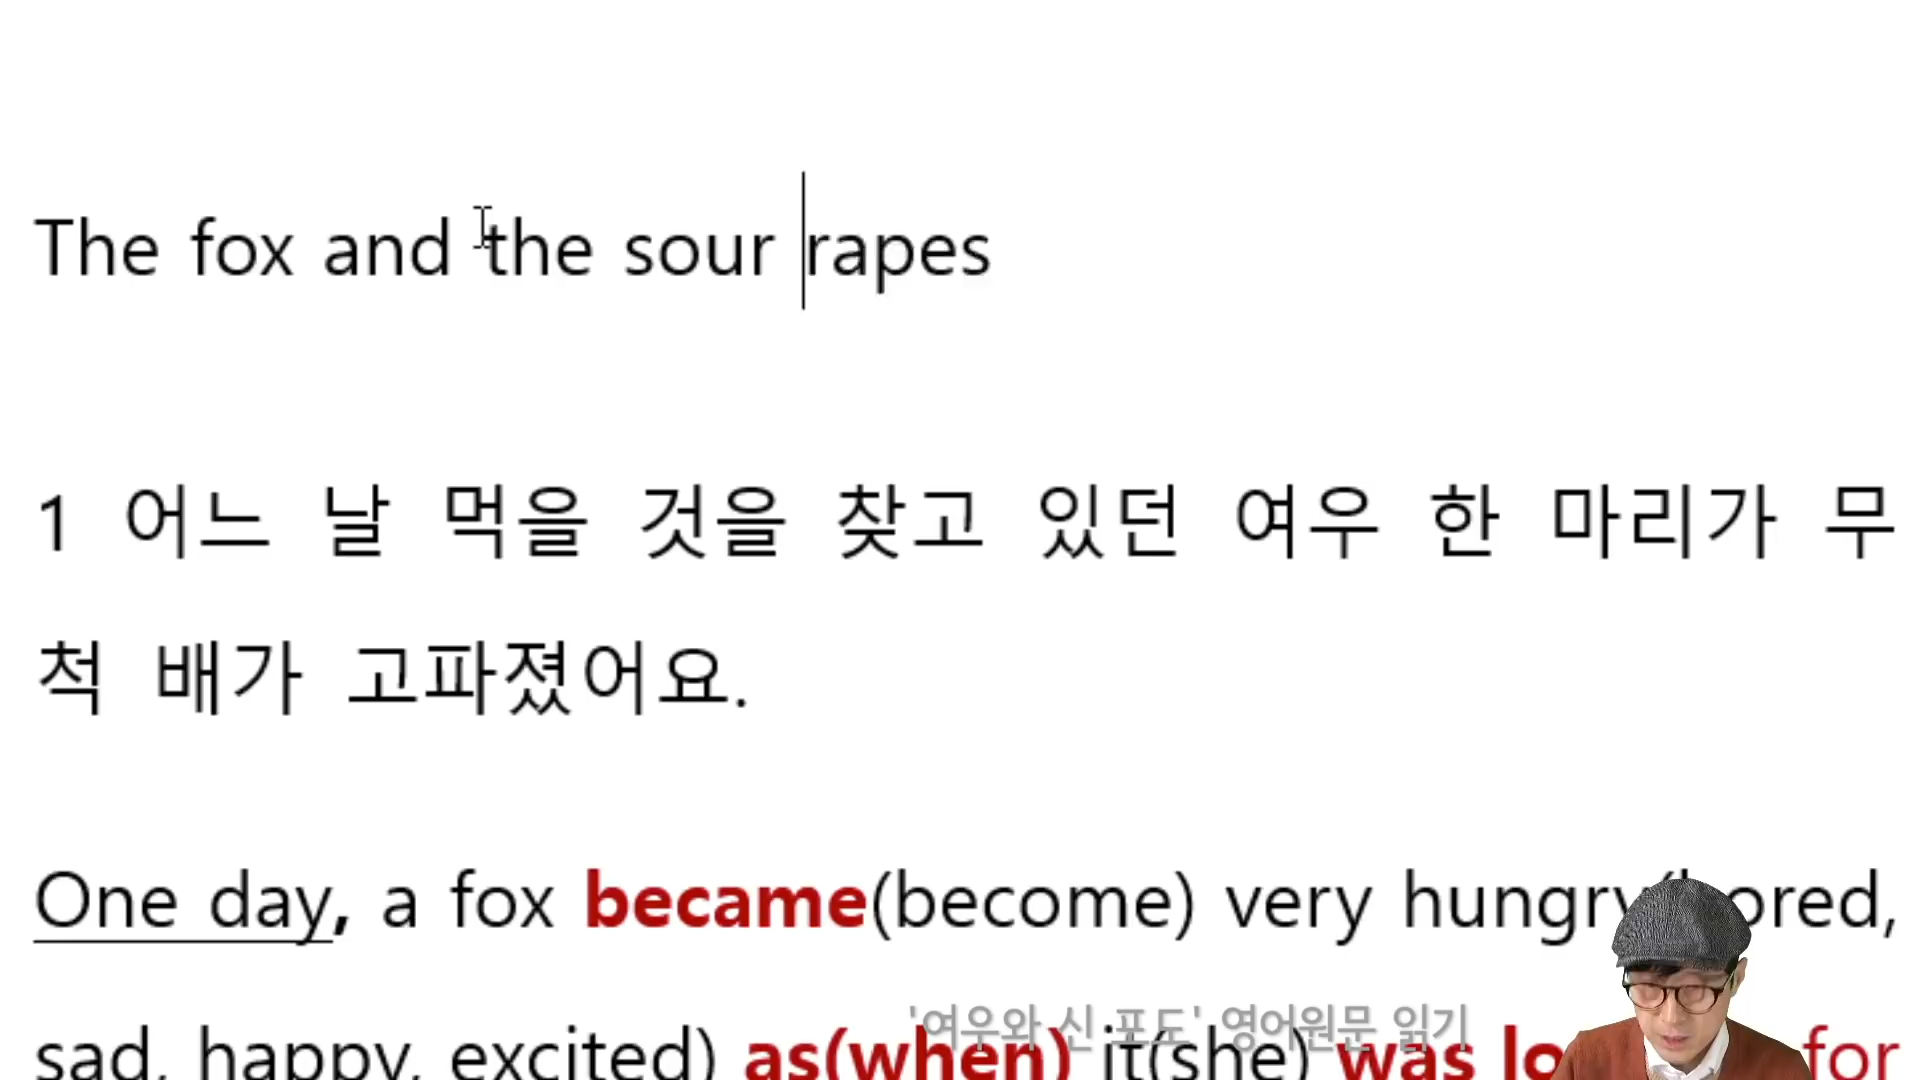 The fox and the sour rapes
1 어느 날 먹을 것을 찾고 있던 여우 한 마리가 무
척 배가 고파졌어요.
One day, a fox became(become) very hungry(bored,
sad, happy, excited) as(when) it(she) was for
'여우와 신 포도' 영어원문 읽기